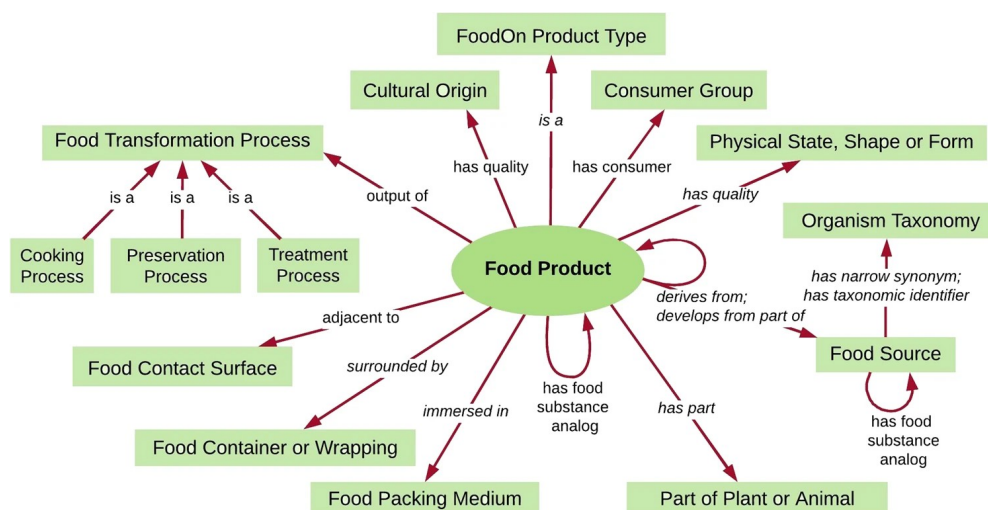 FoodOn Product Type
Cultural Origin
Consumer Group
is a
Food Transformation Process
Physical State, Shape or Form
has quality
has consumer
is a
is a
is a
output of
has quality
Organism Taxonomy
Cooking
Process
Preservation
Process
Treatment
Process
Food Product
has narrow synonym;
has taxonomic identifier
derives from;
develops from part of
adjacent to
Food Contact Surface
surrounded by
Food Source
immersed in
has food
substance
analog
has part
has food
substance
analog
Food Container or Wrapping
Food Packing Medium
Part of Plant or Animal